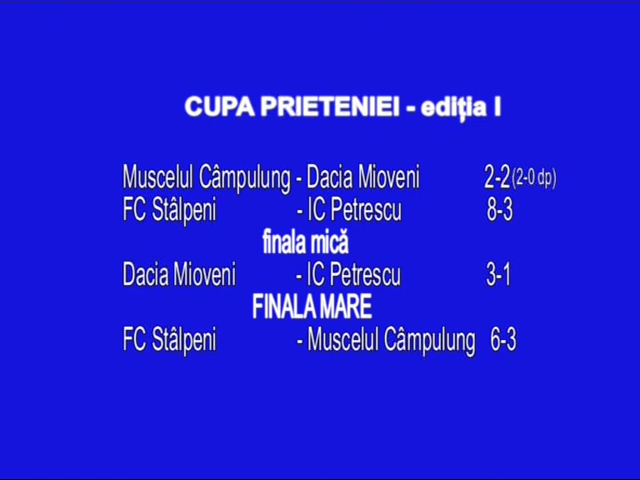 CUPA PRIETENIEI - ediția I
Muscelul Câmpulung - Dacia Mioveni 2-2 (2-0 dp)
FC Stâlpeni - IC Petrescu 8-3
finala mică
Dacia Mioveni - IC Petrescu 3-1
FINALA MARE
FC Stâlpeni - Muscelul Câmpulung 6-3